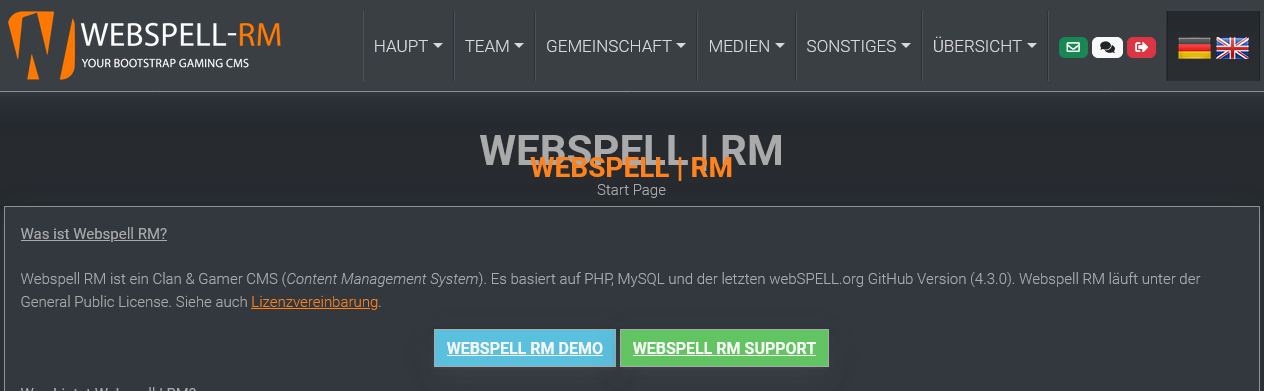 WEBSPELL-RM
YOUR BOOTSTRAP GAMING CMS
HAUPT TEAM GEMEINSCHAFT MEDIEN SONSTIGES ÜBERSICHT
WEBSPELL | RM
WEBSPELL | RM
Start Page
Was ist Webspell RM?
Webspell RM ist ein Clan & Gamer CMS (Content Management System). Es basiert auf PHP, MySQL und der letzten webSPELL.org GitHub Version (4.3.0). Webspell RM läuft unter der
General Public License. Siehe auch Lizenzvereinbarung.
WEBSPELL RM DEMO WEBSPELL RM SUPPORT